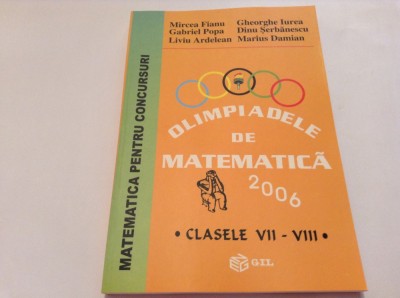 Mircea Fianu Gheorghe Iurea
Gabriel Popa Dinu Șerbănescu
Liviu Ardelean Marius Damian
MATEMATICA PENTRU CONCURSURI
OLIMPIADELE
DE
MATEMATICĂ
2006
• CLASELE VII - VIII •
GIL